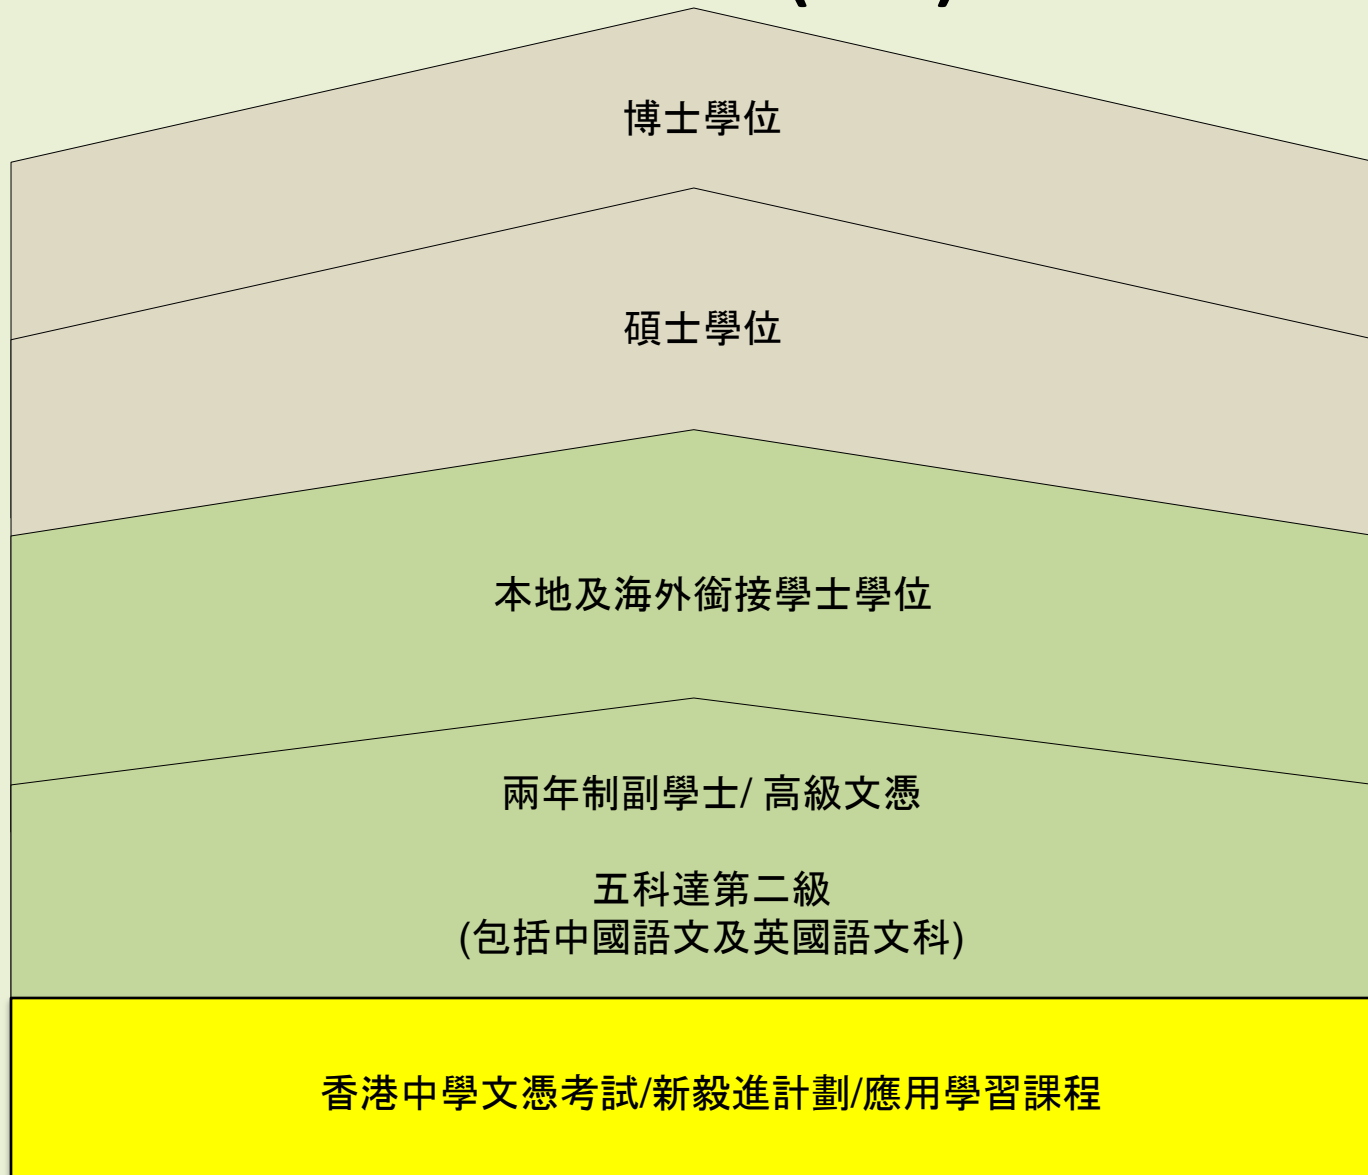 博士學位
碩士學位
本地及海外銜接學士學位
兩年制副學士/ 高級文憑
五科達第二級
(包括中國語文及英國語文科)
香港中學文憑考試/新毅進計劃/應用學習課程